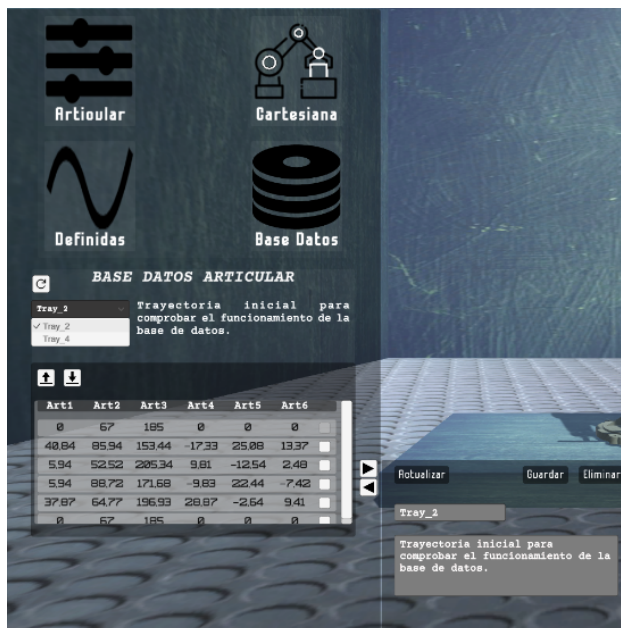 Articular
Cartesiana
Definidas
Base Datos
BASE DATOS ARTICULAR
Tray_2
Tray_2
Tray_4
Trayectoria inicial para
comprobar el funcionamiento de la
base de datos.
Art1 Art2 Art3 Art4 Art5 Art6
0 67 185 0 0 0
40,84 85,94 153,44 -17,33 25,08 13,37
5,94 52,52 205,34 9,81 -12,54 2,48
5,94 88,72 171,68 -9,83 22,44 -7,42
37,87 64,77 196,93 28,87 -2,64 9,41
0 67 185 0 0 0
Actualizar Guardar Eliminar
Tray_2
Trayectoria inicial para
comprobar el funcionamiento de la
base de datos.